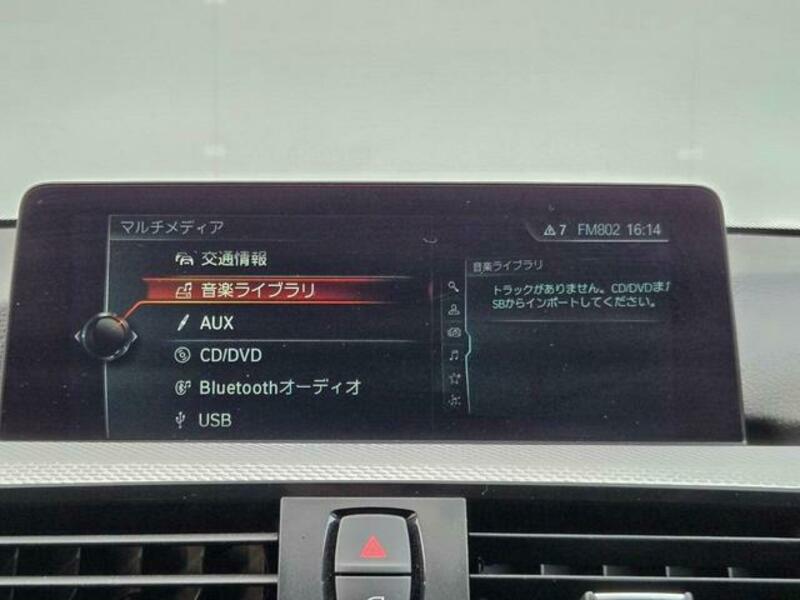 マルチメディア
7 FM802 16:14
交通情報
音楽ライブラリ
AUX
CD/DVD
Bluetoothオーディオ
USB
音楽ライブラリ
トラックがありません。CD/DVDまた
SBからインポートしてください。